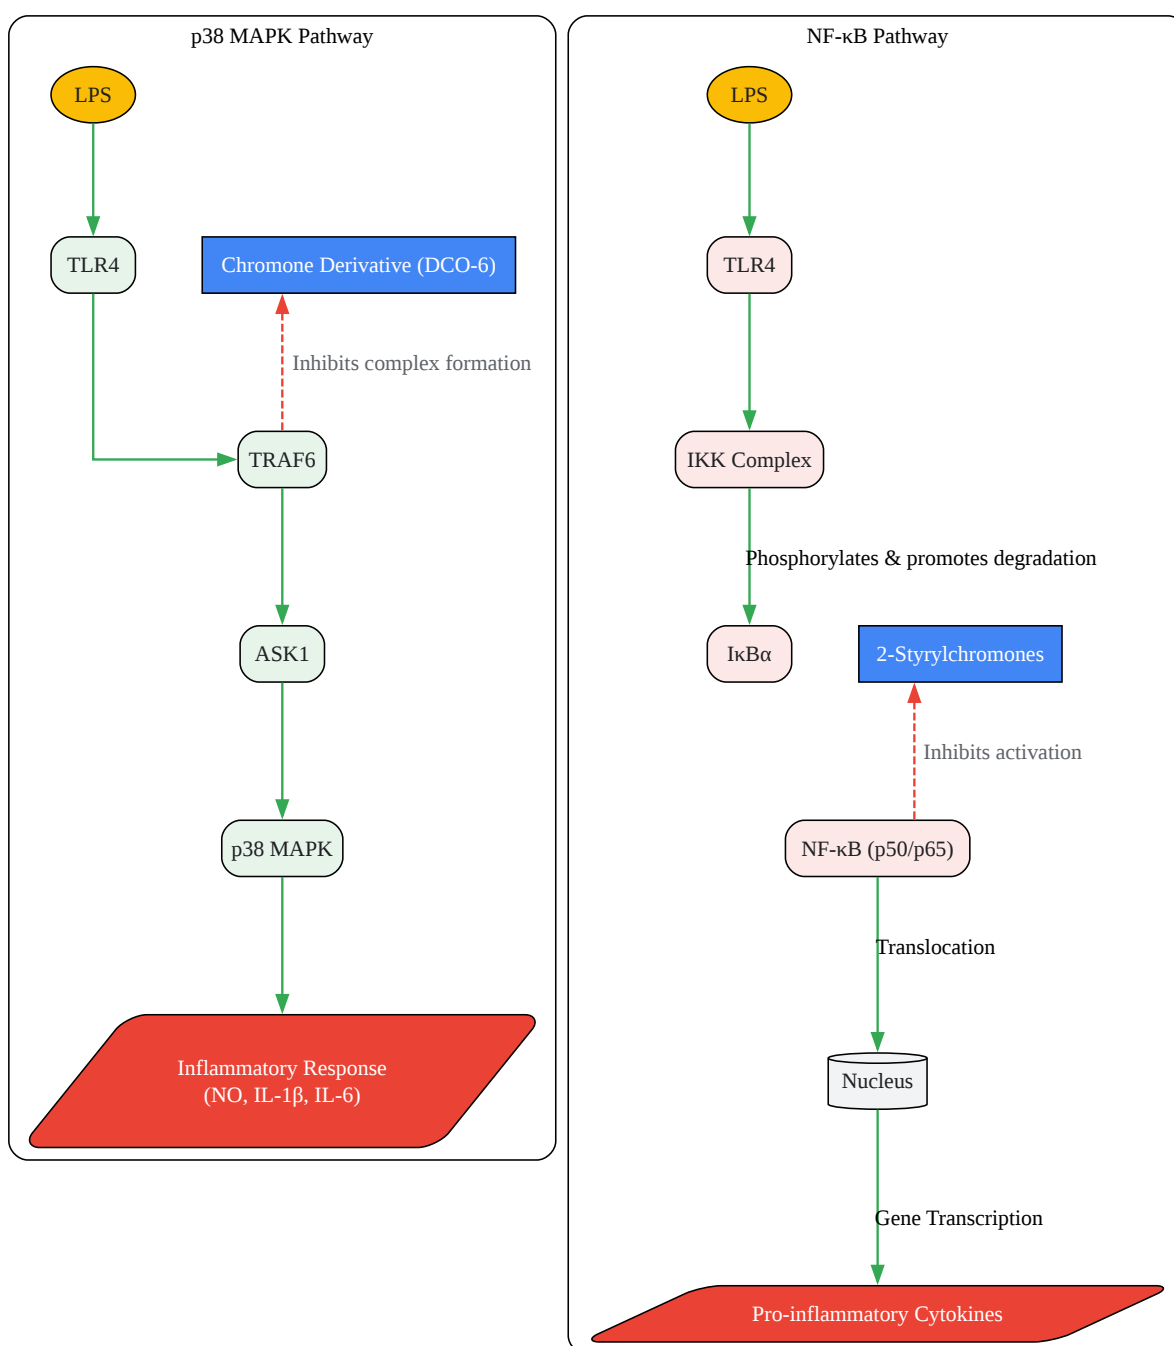 p38 MAPK Pathway
LPS
TLR4
Chromone Derivative (DCO-6)
Inhibits complex formation
TRAF6
ASK1
p38 MAPK
Inflammatory Response
(NO, IL-1β, IL-6)
NF-κB Pathway
LPS
TLR4
IKK Complex
Phosphorylates & promotes degradation
IκBα
2-Styrylchromones
Inhibits activation
NF-κB (p50/p65)
Translocation
Nucleus
Gene Transcription
Pro-inflammatory Cytokines